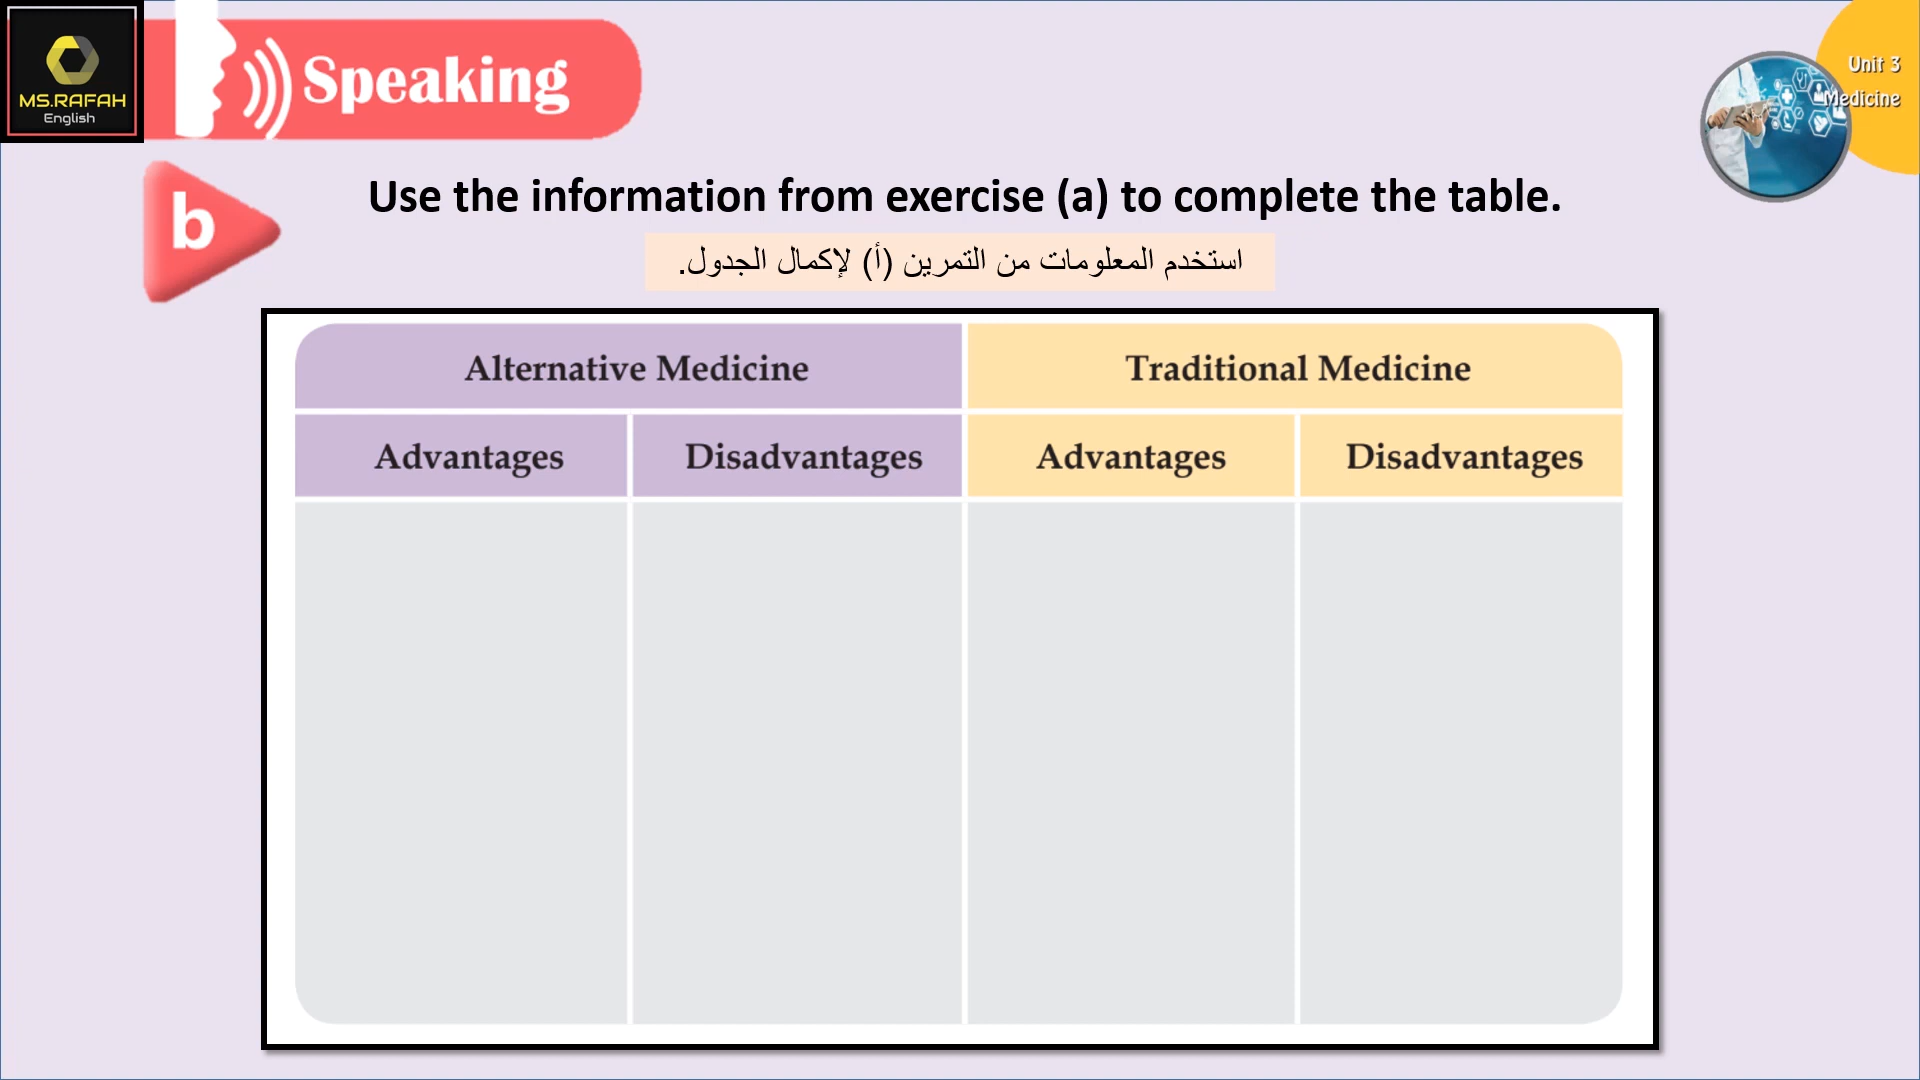 MS.RAFAH
English
Speaking
Unit 3
Medicine
b
Use the information from exercise (a) to complete the table.
استخدم المعلومات من التمرين (أ) لإكمال الجدول.
Alternative Medicine
Traditional Medicine
Advantages
Disadvantages
Advantages
Disadvantages